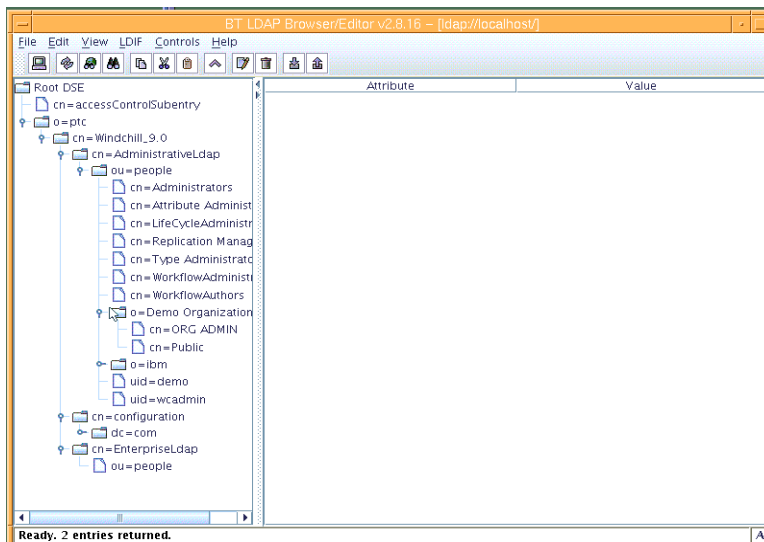 BT LDAP Browser/Editor v2.8.16 – [ldap://localhost/]
File Edit View LDIF Controls Help
Root DSE
Attribute Value
cn=accessControlSubentry
o=ptc
cn=Windchill_9.0
cn=AdministrativeLdap
ou=people
cn=Administrators
cn=Attribute Administ
cn=LifeCycleAdministr
cn=Replication Manag
cn=Type Administrato
cn=WorkflowAdministr
cn=WorkflowAuthors
o=Demo Organization
cn=ORG ADMIN
cn=Public
o=ibm
uid=demo
uid=wcadmin
cn=configuration
dc=com
cn=EnterpriseLdap
ou=people
Ready. 2 entries returned.
A